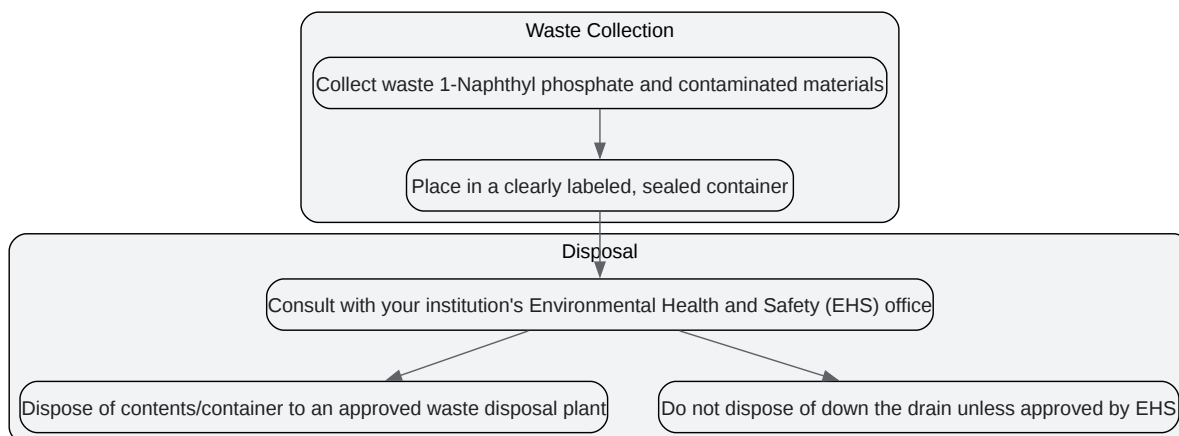 Waste Collection
Collect waste 1-Naphthyl phosphate and contaminated materials
Place in a clearly labeled, sealed container
Disposal
Consult with your institution's Environmental Health and Safety (EHS) office
Dispose of contents/container to an approved waste disposal plant
Do not dispose of down the drain unless approved by EHS